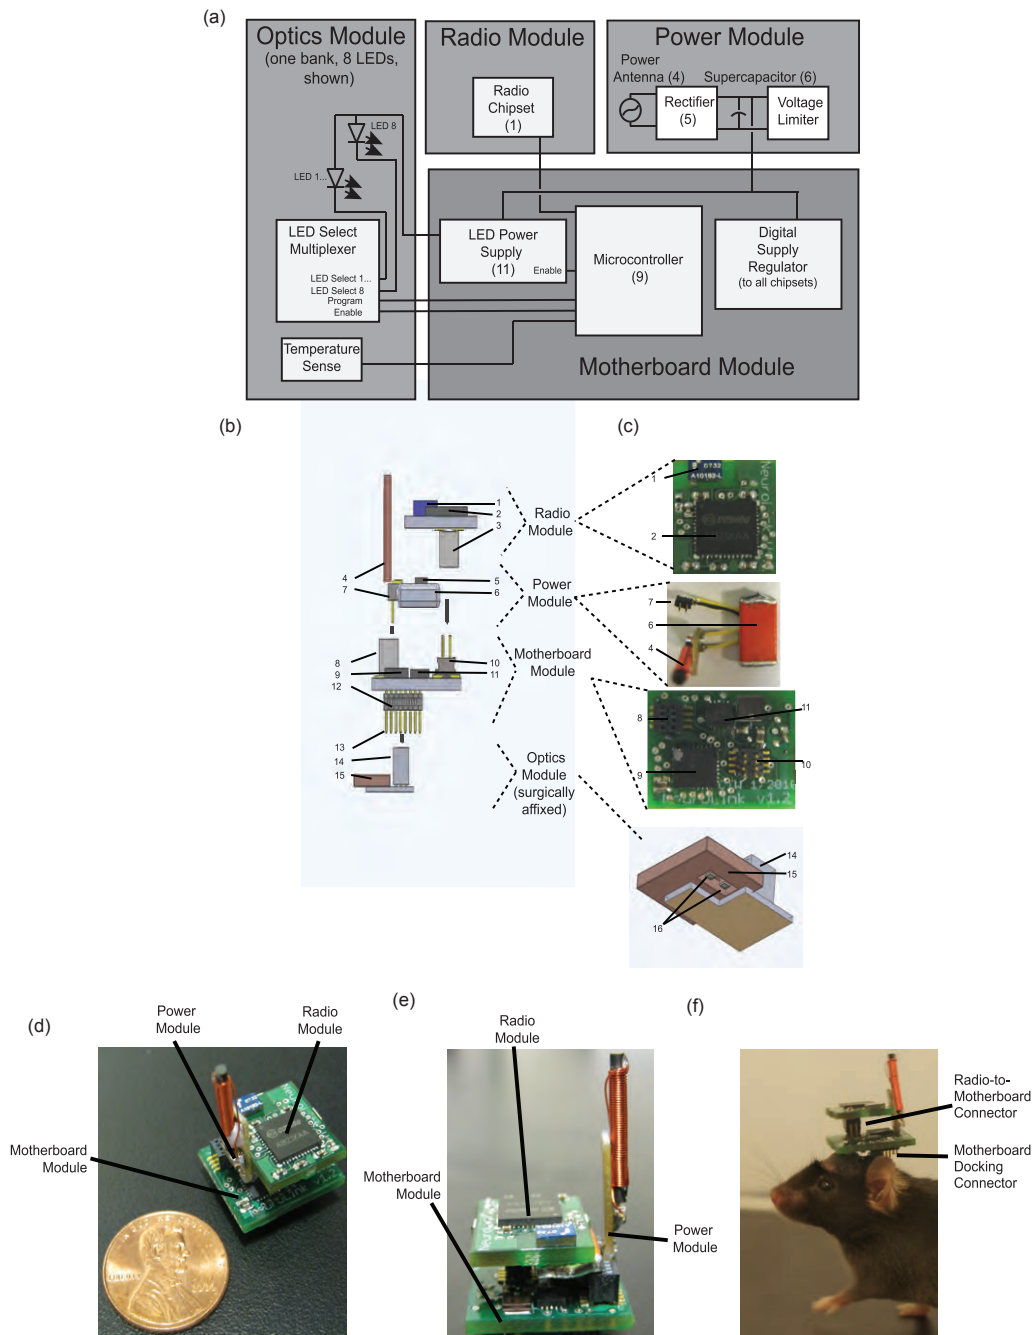 (a)
Optics Module
(one bank, 8 LEDs,
shown)
LED 8
LED 1...
LED Select
Multiplexer
LED Select 1...
LED Select 8
Program
Enable
Temperature
Sense
Radio Module
Radio
Chipset
(1)
Power Module
Power
Antenna (4)
Supercapacitor (6)
Rectifier
(5)
Voltage
Limiter
LED Power
Supply
(11)
Enable
Microcontroller
(9)
Digital
Supply
Regulator
(to all chipsets)
Motherboard Module
(b)
1
2
3
4
7
5
6
8
9
10
11
12
13
14
15
Radio
Module
Power
Module
Motherboard
Module
Optics
Module
(surgically
affixed)
(c)
1
2
7
6
4
8
11
9
10
14
15
16
(d)
Power
Module
Radio
Module
Motherboard
Module
(e)
Radio
Module
Motherboard
Module
Power
Module
(f)
Radio-to-
Motherboard
Connector
Motherboard
Docking
Connector